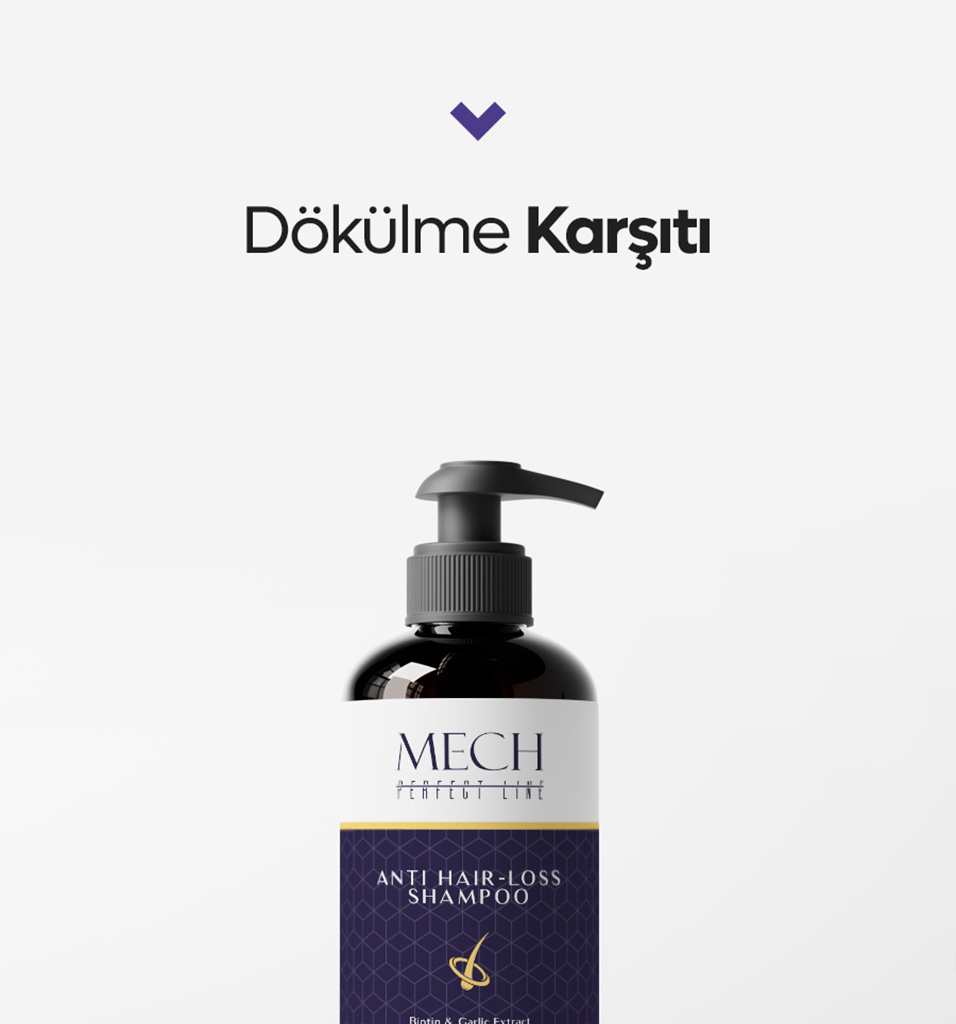 Dökülme Karşıtı
MECH
PERFECT LINE
ANTI HAIR-LOSS
SHAMPOO
Biotin & Garlic Extract